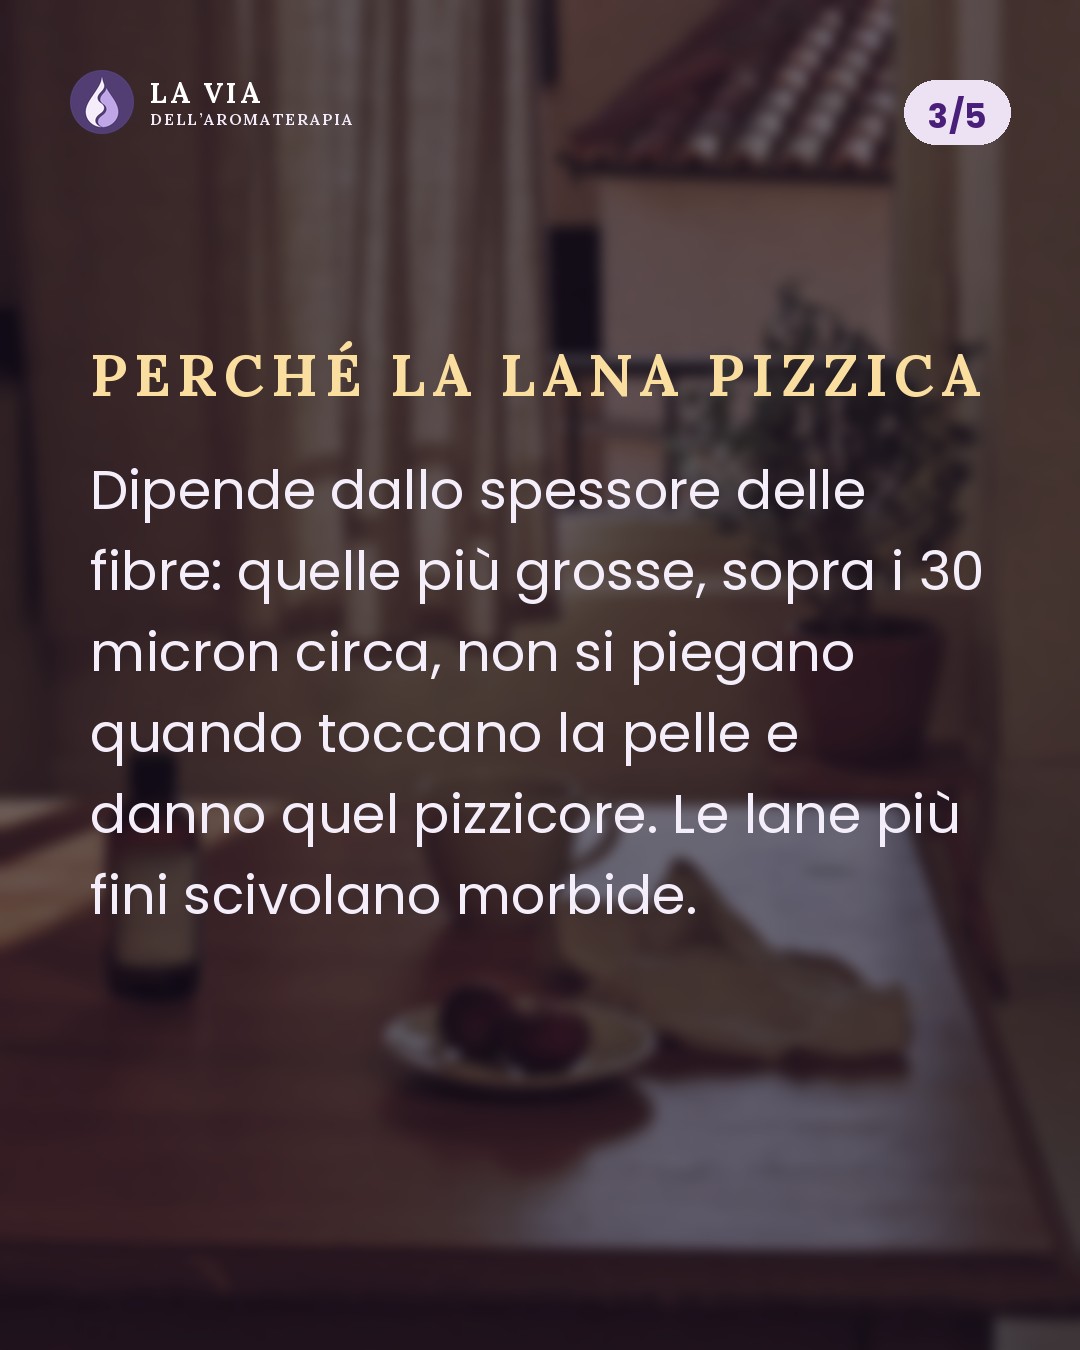 LA VIA
DELL'AROMATERAPIA
3/5
PERCHÉ LA LANA PIZZICA
Dipende dallo spessore delle
fibre: quelle più grosse, sopra i 30
micron circa, non si piegano
quando toccano la pelle e
danno quel pizzicore. Le lane più
fini scivolano morbide.